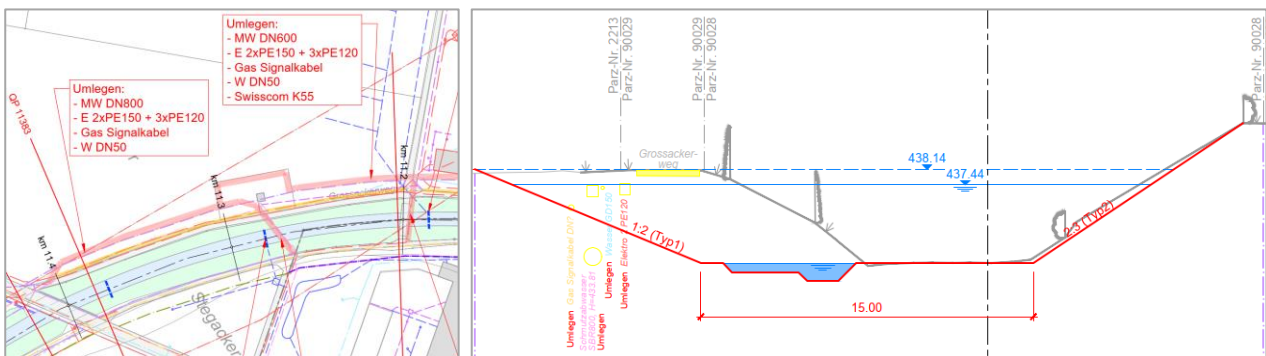 Umlegen:
- MW DN600
- E 2xPE150 + 3xPE120
- Gas Signalkabel
- W DN50
- Swisscom K55
Umlegen:
- MW DN800
- E 2xPE150 + 3xPE120
- Gas Signalkabel
- W DN50
QP 11383
km 11.4
km 11.3
km 11.2
Stegacker
Parz-Nr. 2213
Parz-Nr. 90029
Parz-Nr. 90029
Parz-Nr. 90028
Parz-Nr. 90028
Grossacker-
weg
438.14
437.44
1:2 (Typ1)
2:3 (Typ2)
15.00
Umlegen Gas Signalkabel
Schmutzabwasser
Umlegen
Umlegen Wasser
Umlegen Elektro PE120